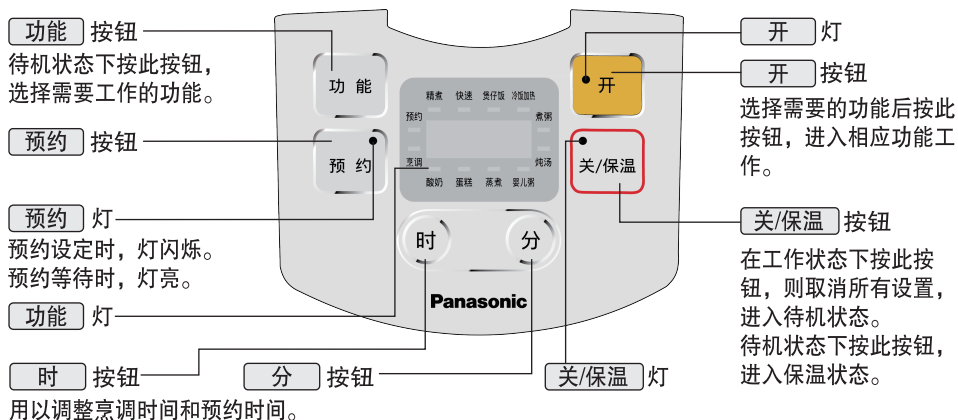 功能 按钮
待机状态下按此按钮，
选择需要工作的功能。
预约 按钮
预约 灯
预约设定时，灯闪烁。
预约等待时，灯亮。
功能 灯
时 按钮
分 按钮
用以调整烹调时间和预约时间。
关/保温 灯
功 能
预 约
精煮 快速 煲仔饭 冷饭加热
预约 煮粥
烹调 炖汤
酸奶 蛋糕 蒸煮 婴儿粥
开
关/保温
时 分
Panasonic
开 灯
开 按钮
选择需要的功能后按此
按钮，进入相应功能工
作。
关/保温 按钮
在工作状态下按此按
钮，则取消所有设置，
进入待机状态。
待机状态下按此按钮，
进入保温状态。